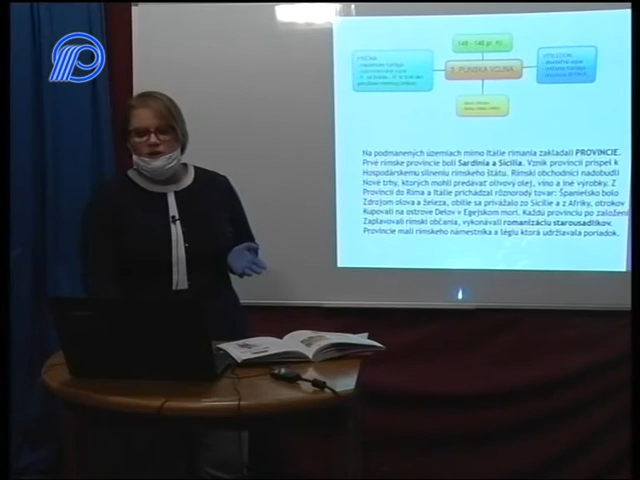 149 - 146 pr. Kr.
3. PÚNSKA VOJNA
Na podmanených územiach mimo Itálie rimania zakladali PROVINCIE.
Prvé rímske provincie boli Sardinia a Sicília. Vznik provincií prispel k
Hospodárskemu silneniu rímskeho štátu. Rímski obchodníci nadobudli
Nové trhy, ktorých mohli predávať olivový olej, víno a iné výrobky. Z
Provincií do Ríma a Itálie prichádzal rôznorodý tovar: Španielsko bolo
Zdrojom olova a železa, obilie sa privážalo zo Sicílie a z Afriky, otrokov
Kupovali na ostrove Delov v Egejskom mori. Každú provinciu po založení
Zaplavovali rímski občania, vykonávali romanizáciu starousadlíkov.
Provincie mali rímskeho námestníka a légiu ktorá udržiavala poriadok.